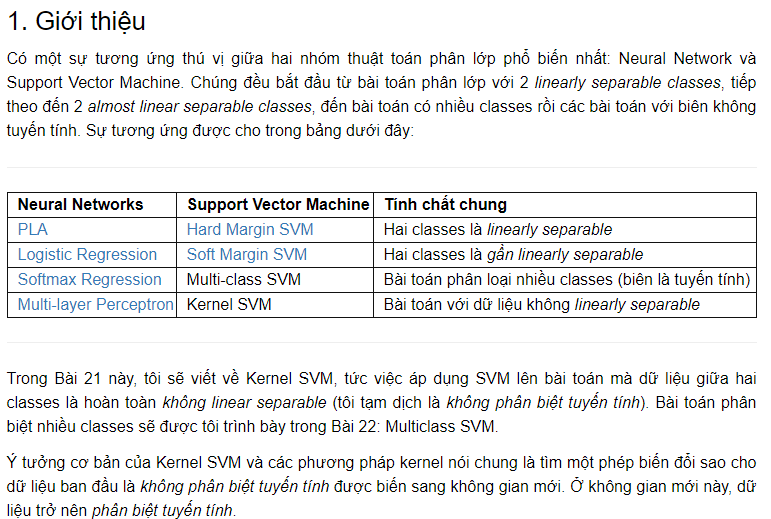 1. Giới thiệu
Có một sự tương ứng thú vị giữa hai nhóm thuật toán phân lớp phổ biến nhất: Neural Network và
Support Vector Machine. Chúng đều bắt đầu từ bài toán phân lớp với 2 linearly separable classes, tiếp
theo đến 2 almost linear separable classes, đến bài toán có nhiều classes rồi các bài toán với biên không
tuyến tính. Sự tương ứng được cho trong bảng dưới đây:
Neural Networks Support Vector Machine Tính chất chung
PLA Hard Margin SVM Hai classes là linearly separable
Logistic Regression Soft Margin SVM Hai classes là gần linearly separable
Softmax Regression Multi-class SVM Bài toán phân loại nhiều classes (biên là tuyến tính)
Multi-layer Perceptron Kernel SVM Bài toán với dữ liệu không linearly separable
Trong Bài 21 này, tôi sẽ viết về Kernel SVM, tức việc áp dụng SVM lên bài toán mà dữ liệu giữa hai
classes là hoàn toàn không linear separable (tôi tạm dịch là không phân biệt tuyến tính). Bài toán phân
biệt nhiều classes sẽ được tôi trình bày trong Bài 22: Multiclass SVM.
Ý tưởng cơ bản của Kernel SVM và các phương pháp kernel nói chung là tìm một phép biến đổi sao cho
dữ liệu ban đầu là không phân biệt tuyến tính được biến sang không gian mới. Ở không gian mới này, dữ
liệu trở nên phân biệt tuyến tính.